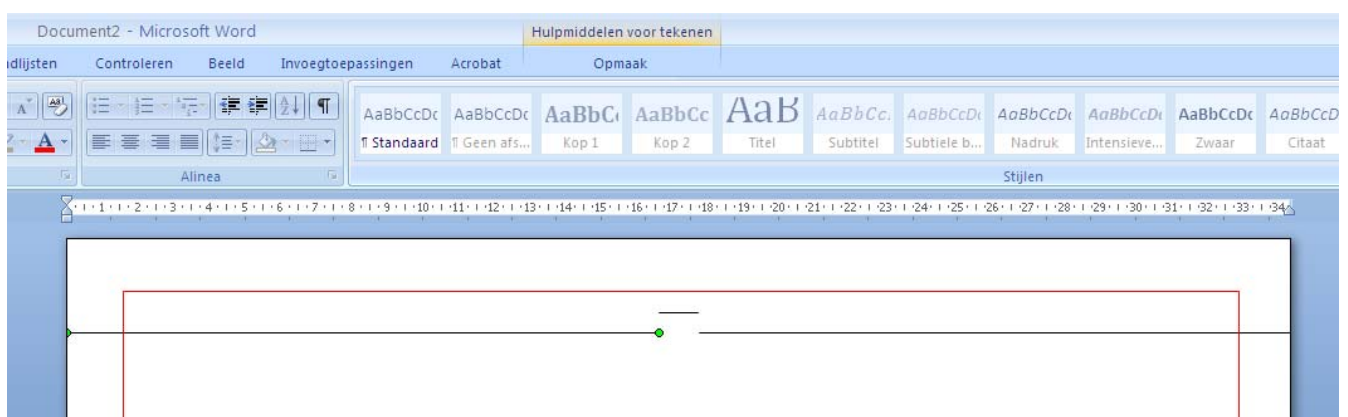 Document2 - Microsoft Word Hulpmiddelen voor tekenen
ndlijsten Controleren Beeld Invoegtoepassingen Acrobat Opmaak
AaBbCcDc AaBbCcDc AaBbC AaBbCc AaB AaBbCc. AaBbCcDc AaBbCcDc AaBbCcDc AaBbCcDc AaBbCcD
¶ Standaard ¶ Geen afs... Kop 1 Kop 2 Titel Subtitel Subtiele b... Nadruk Intensieve... Zwaar Citaat
Alinea Stijlen
1 2 3 4 5 6 7 8 9 10 11 12 13 14 15 16 17 18 19 20 21 22 23 24 25 26 27 28 29 30 31 32 33 34